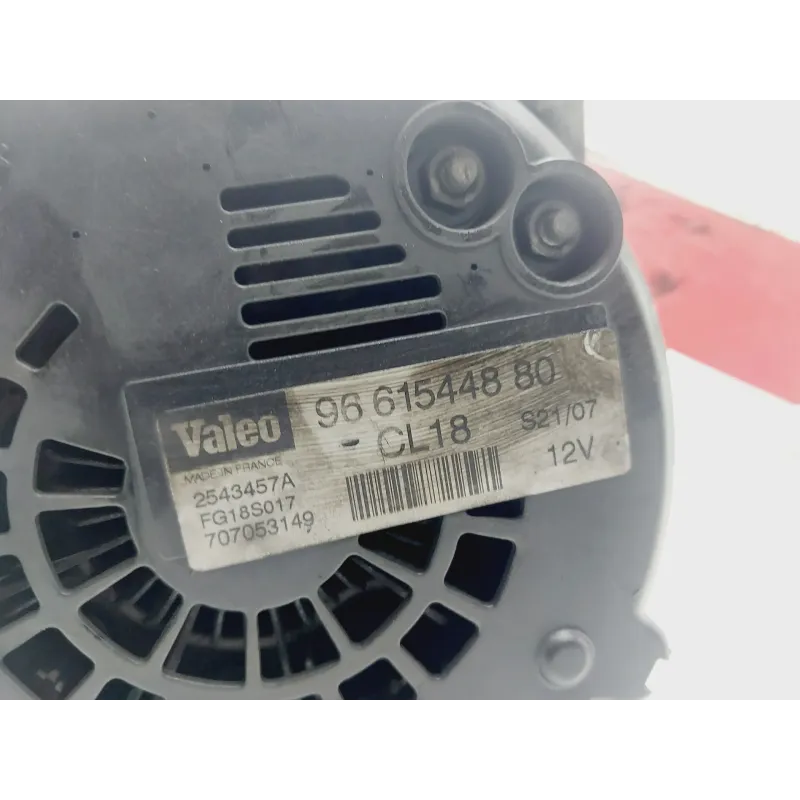 Valeo 96 615448 80
- CL18 S21/07
MADE IN FRANCE
2543457A 12V
FG18S017
707053149